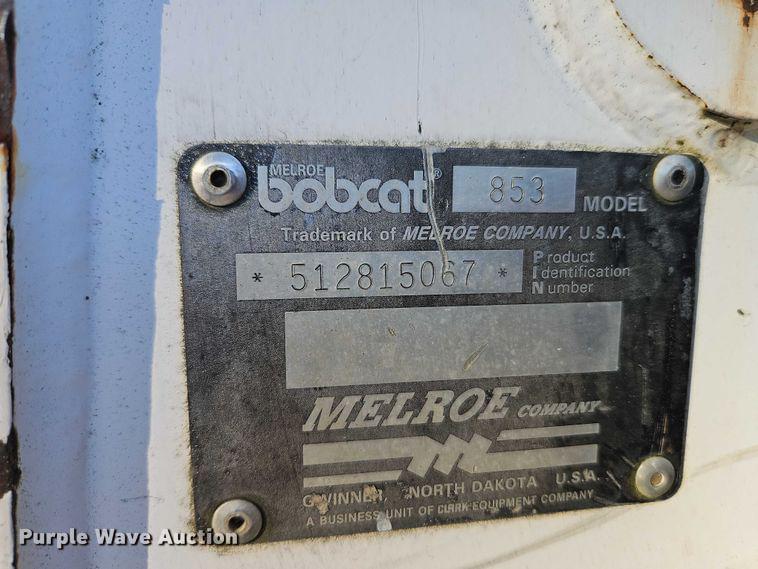 MELROE
bobcat® 853 MODEL
Trademark of MELROE COMPANY, U.S.A.
* 512815067 * Product Identification Number
MELROE COMPANY
GWINNER, NORTH DAKOTA U.S.A.
A BUSINESS UNIT OF CLARK EQUIPMENT COMPANY
Purple Wave Auction